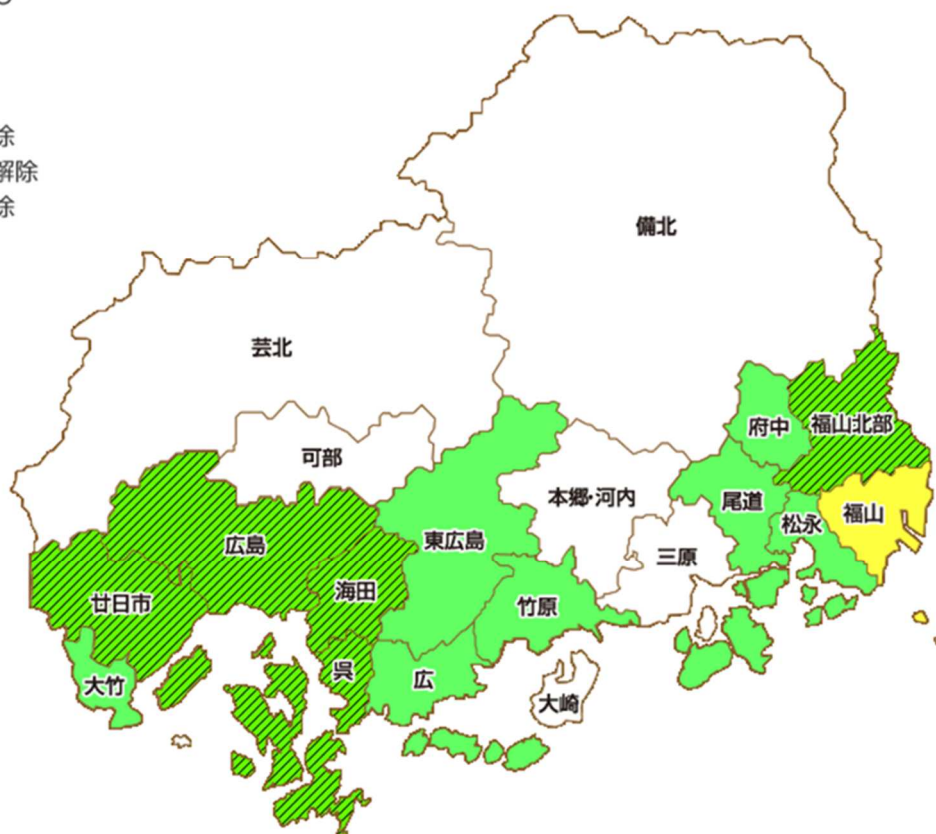 除
解除
除
備北
芸北
府中
福山北部
可部
本郷・河内
尾道
福山
松永
広島
東広島
三原
海田
廿日市
竹原
呉
広
大竹
大崎